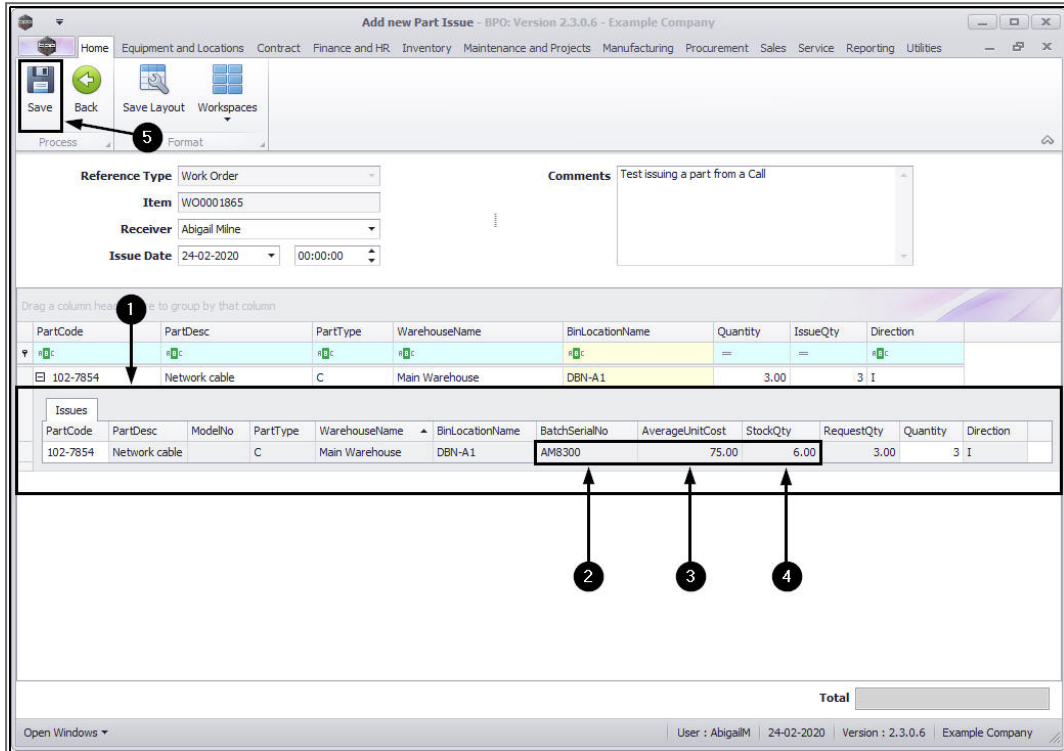 Add new Part Issue - BPO: Version 2.3.0.6 - Example Company
Home Equipment and Locations Contract Finance and HR Inventory Maintenance and Projects Manufacturing Procurement Sales Service Reporting Utilities
Save Back Save Layout Workspaces
Process Format
5
Reference Type Work Order Comments Test issuing a part from a Call
Item WO0001865
Receiver Abigail Milne
Issue Date 24-02-2020 00:00:00
Drag a column hea to group by that column
1
PartCode PartDesc PartType WarehouseName BinLocationName Quantity IssueQty Direction
ABC ABC ABC ABC ABC = = ABC
102-7854 Network cable C Main Warehouse DBN-A1 3.00 3 I
Issues
PartCode PartDesc ModelNo PartType WarehouseName BinLocationName BatchSerialNo AverageUnitCost StockQty RequestQty Quantity Direction
102-7854 Network cable C Main Warehouse DBN-A1 AM8300 75.00 6.00 3.00 3 I
2 3 4
Total
Open Windows User : AbigailM 24-02-2020 Version : 2.3.0.6 Example Company